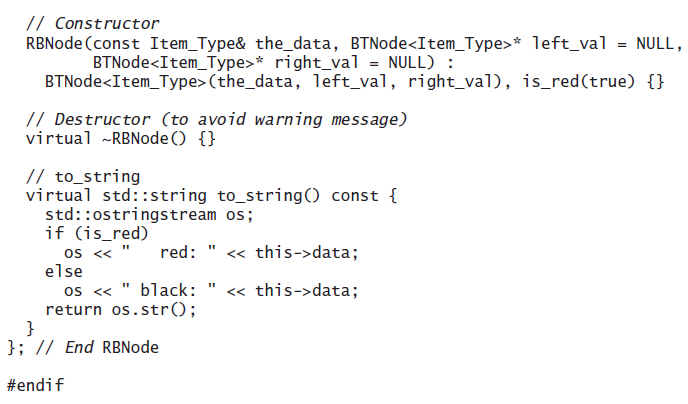 // Constructor
RBNode(const Item_Type& the_data, BTNode<Item_Type>* left_val = NULL,
BTNode<Item_Type>* right_val = NULL) :
BTNode<Item_Type>(the_data, left_val, right_val), is_red(true) {}
// Destructor (to avoid warning message)
virtual ~RBNode() {}
// to_string
virtual std::string to_string() const {
std::ostringstream os;
if (is_red)
os << "   red: " << this->data;
else
os << " black: " << this->data;
return os.str();
}
}; // End RBNode
#endif